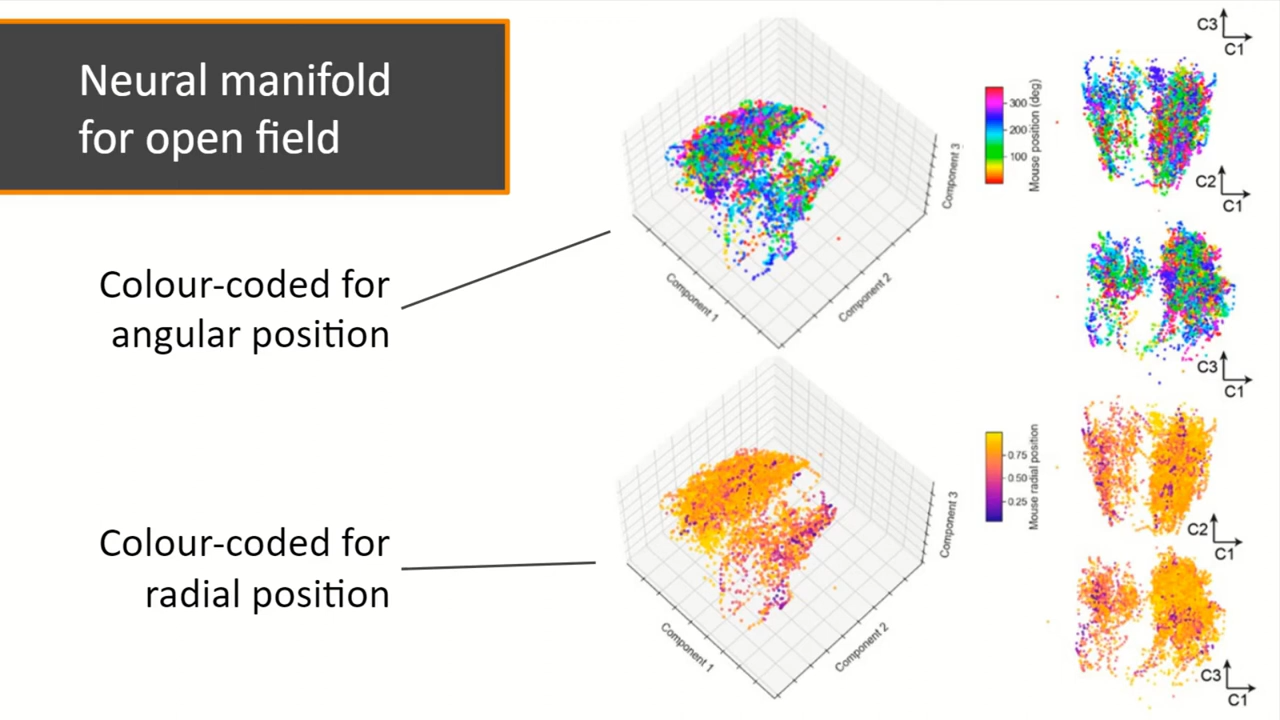 Neural manifold
for open field
Colour-coded for
angular position
Colour-coded for
radial position
Component 1
Component 2
Component 3
300
200
100
Mouse position (deg)
C3
C1
C2
C1
C3
C1
Component 1
Component 2
Component 3
0.75
0.50
0.25
Mouse radial position
C2
C1
C3
C1